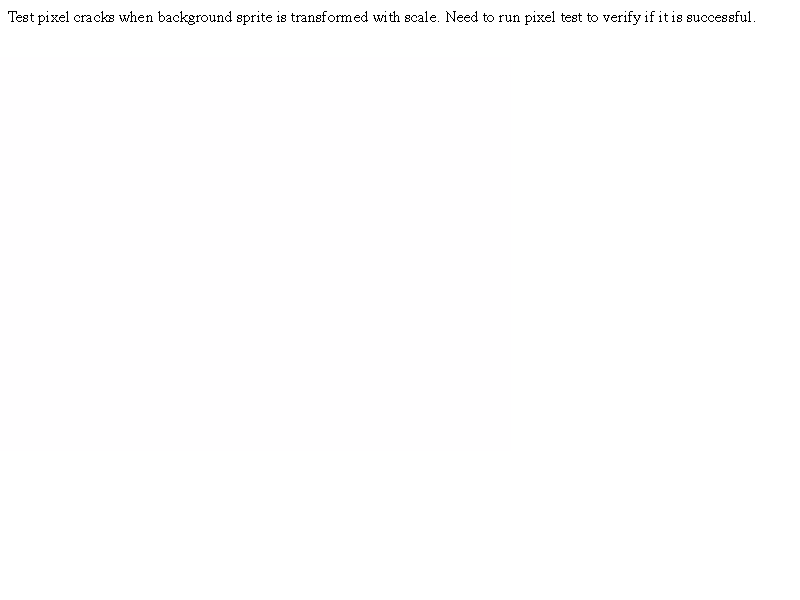 Test pixel cracks when background sprite is transformed with scale. Need to run pixel test to verify if it is successful.